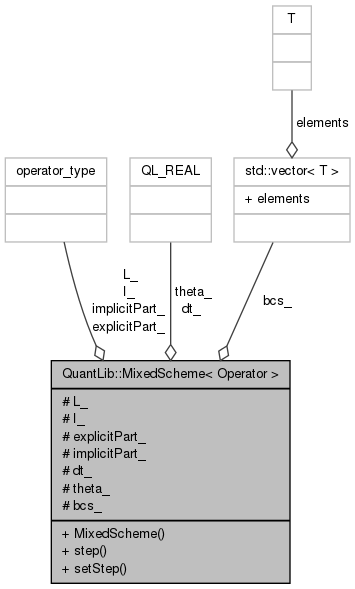 T
elements
operator_type
QL_REAL
std::vector< T >
+ elements
L_
I_
implicitPart_
explicitPart_
theta_
dt_
bcs_
QuantLib::MixedScheme< Operator >
# L_
# I_
# explicitPart_
# implicitPart_
# dt_
# theta_
# bcs_
+ MixedScheme()
+ step()
+ setStep()